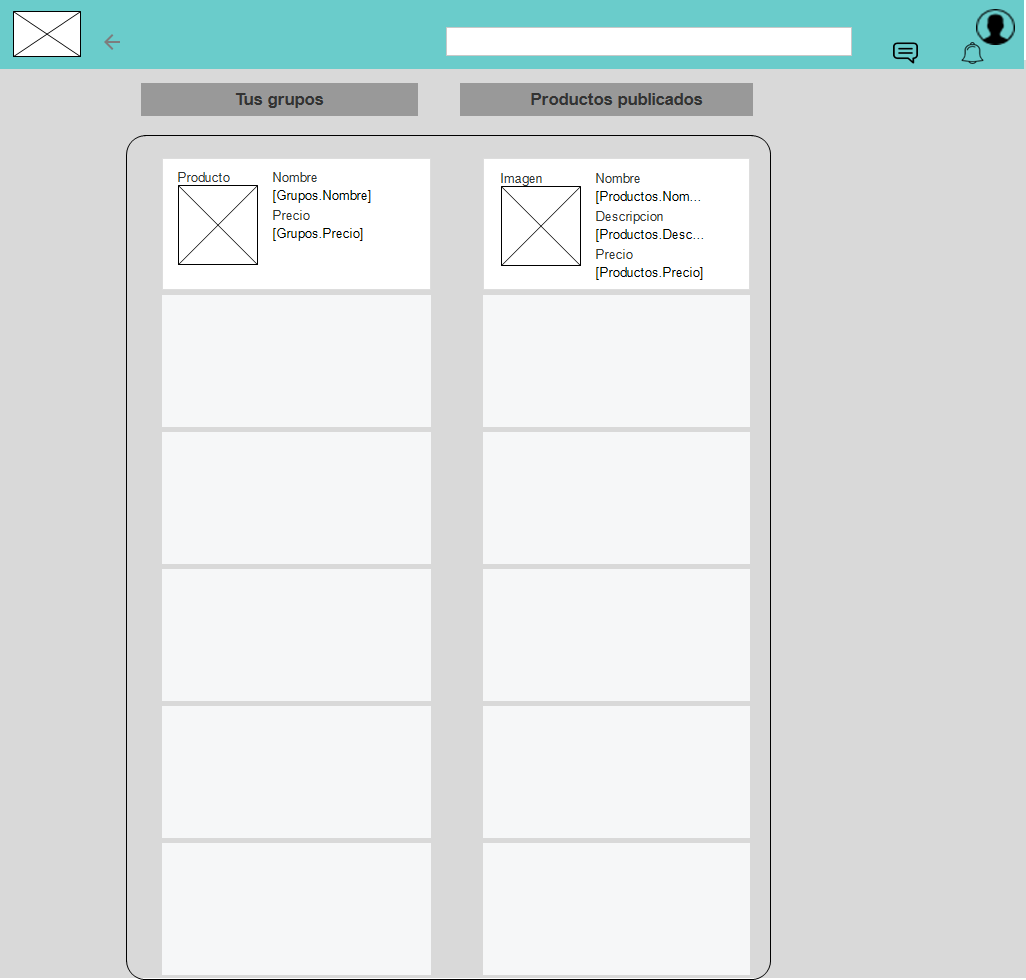 Tus grupos
Productos publicados
Producto
Nombre
[Grupos.Nombre]
Precio
[Grupos.Precio]
Imagen
Nombre
[Productos.Nom...
Descripcion
[Productos.Desc...
Precio
[Productos.Precio]